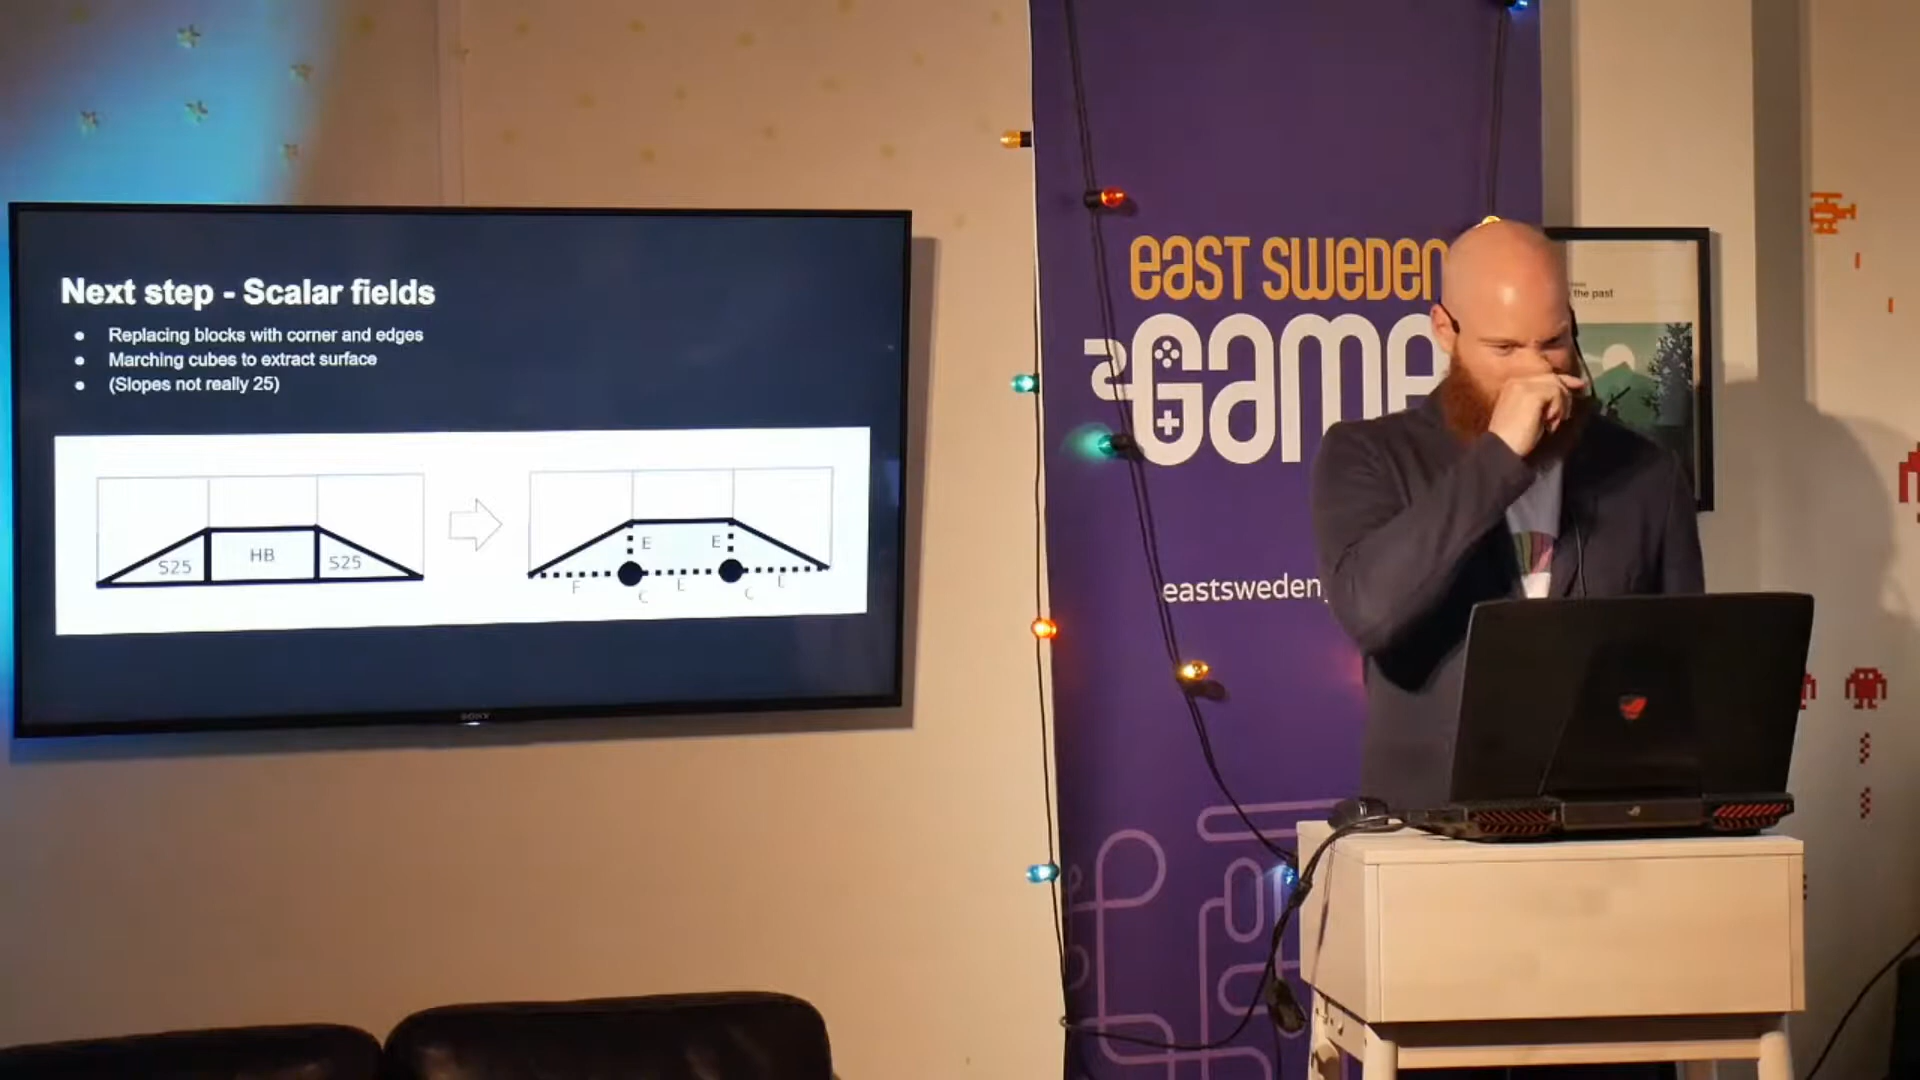 Next step - Scalar fields
● Replacing blocks with corner and edges
● Marching cubes to extract surface
● (Slopes not really 25)
S25
HB
S25
E
E
F
C
E
C
E
SONY
east sweden
Game
eastsweden
the past